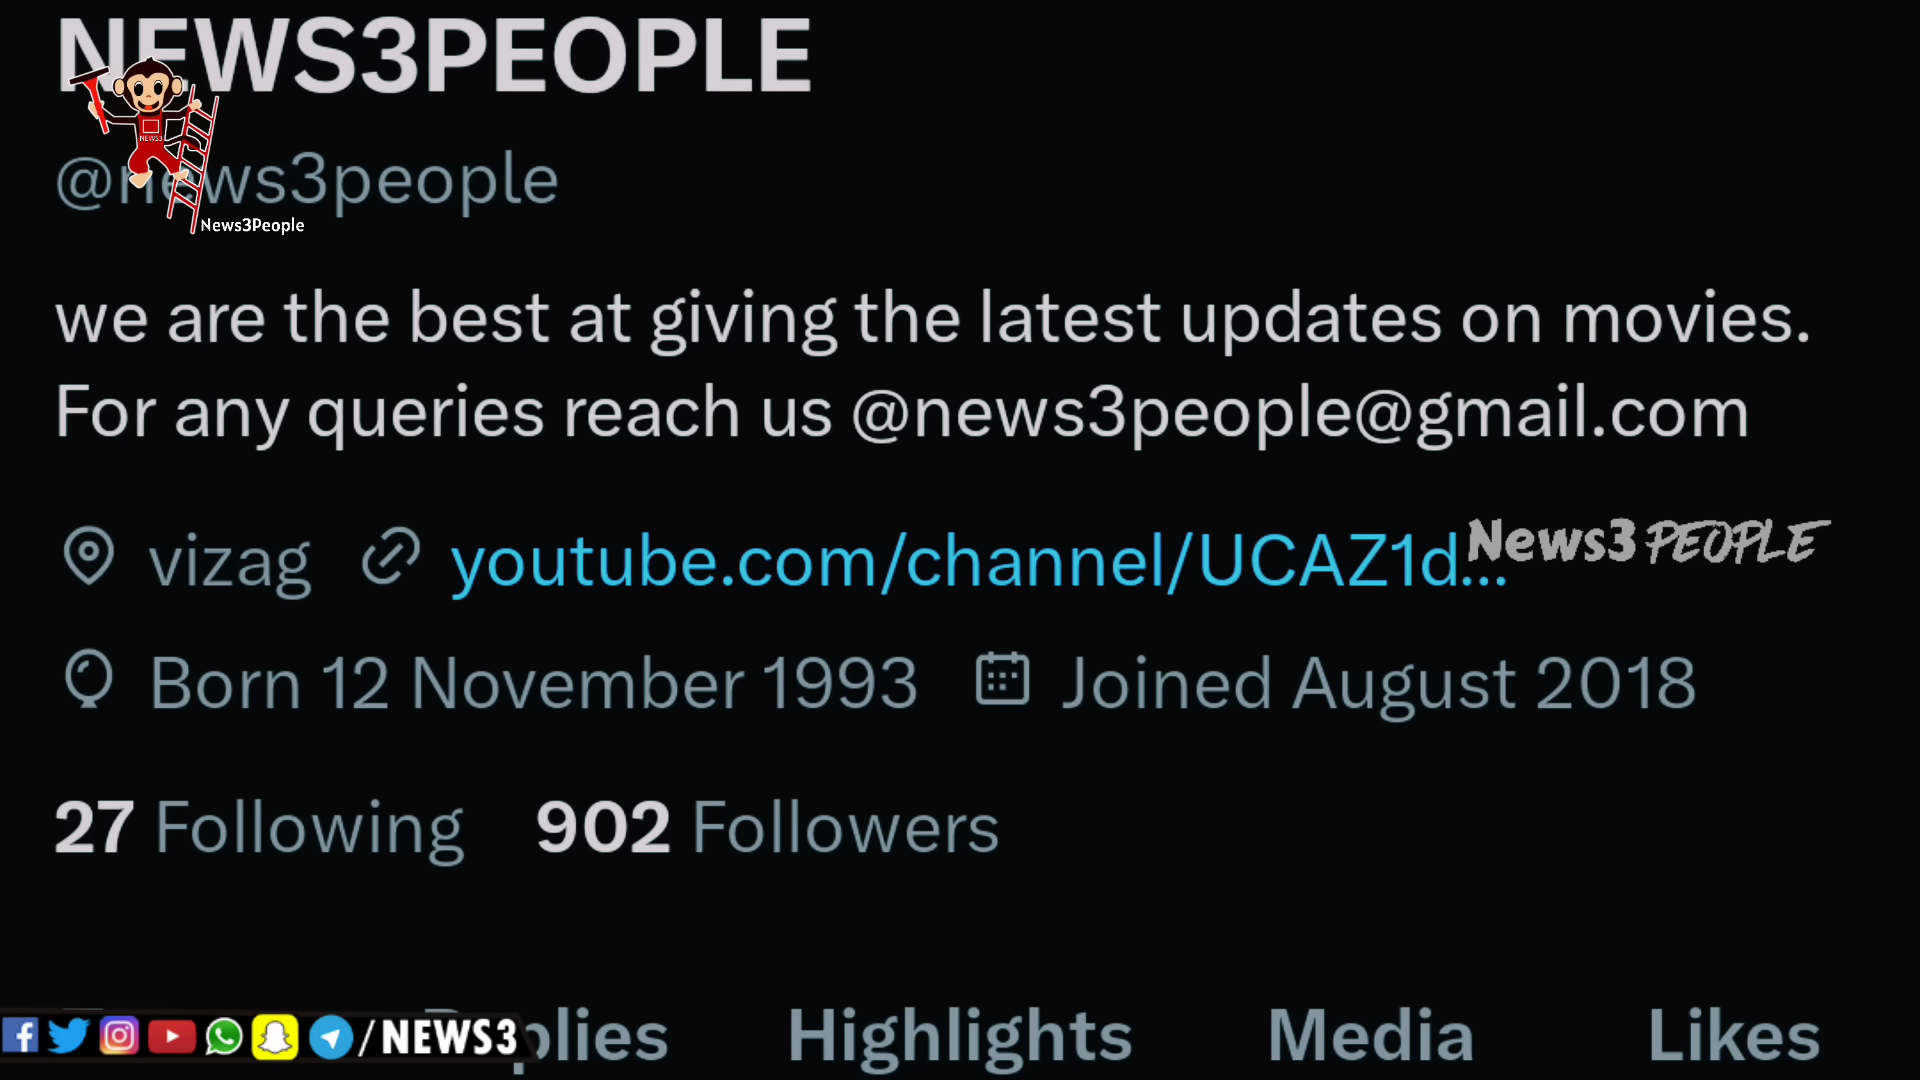 NEWS3PEOPLE
@news3people
NEWS3
News3People
we are the best at giving the latest updates on movies.
For any queries reach us @news3people@gmail.com
vizag youtube.com/channel/UCAZ1d...
News3 PEOPLE
Born 12 November 1993 Joined August 2018
27 Following 902 Followers
Replies Highlights Media Likes
/NEWS3